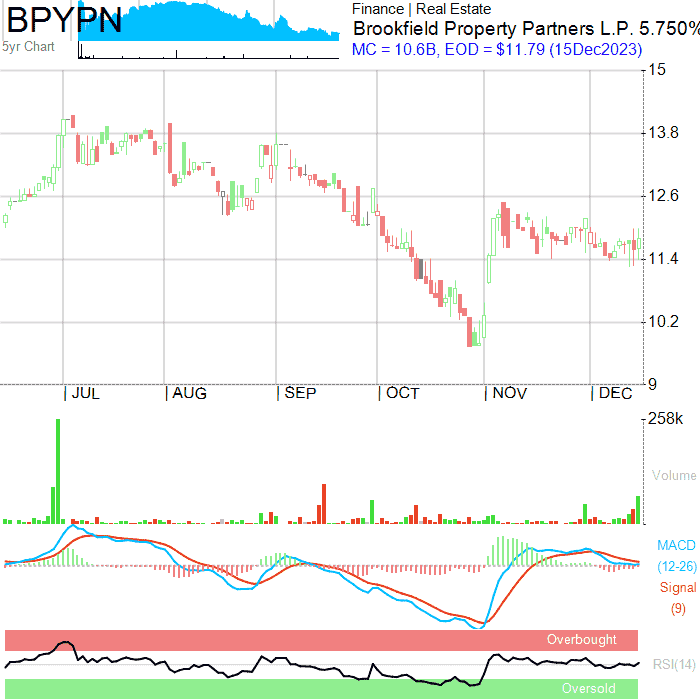 BPYPN
5yr Chart
Finance | Real Estate
Brookfield Property Partners L.P. 5.750%
MC = 10.6B, EOD = $11.79 (15Dec2023)
15
13.8
12.6
11.4
10.2
9
JUL AUG SEP OCT NOV DEC
258k
Volume
MACD
(12-26)
Signal
(9)
Overbought
RSI(14)
Oversold